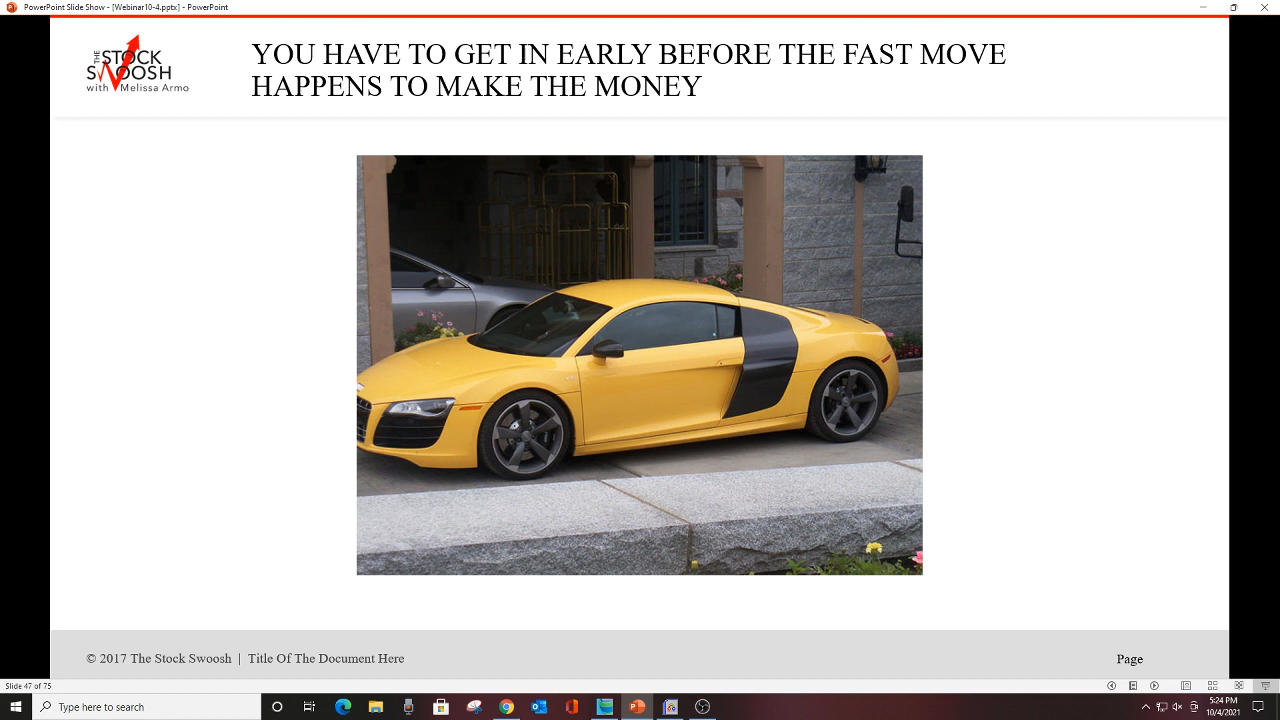 PowerPoint Slide Show - [Webinar10-4.pptx] - PowerPoint
THE STOCK
SWOOSH
with Melissa Armo
YOU HAVE TO GET IN EARLY BEFORE THE FAST MOVE
HAPPENS TO MAKE THE MONEY
© 2017 The Stock Swoosh | Title Of The Document Here
Page
Slide 47 of 75
Type here to search
5:24 PM
10/4/2021